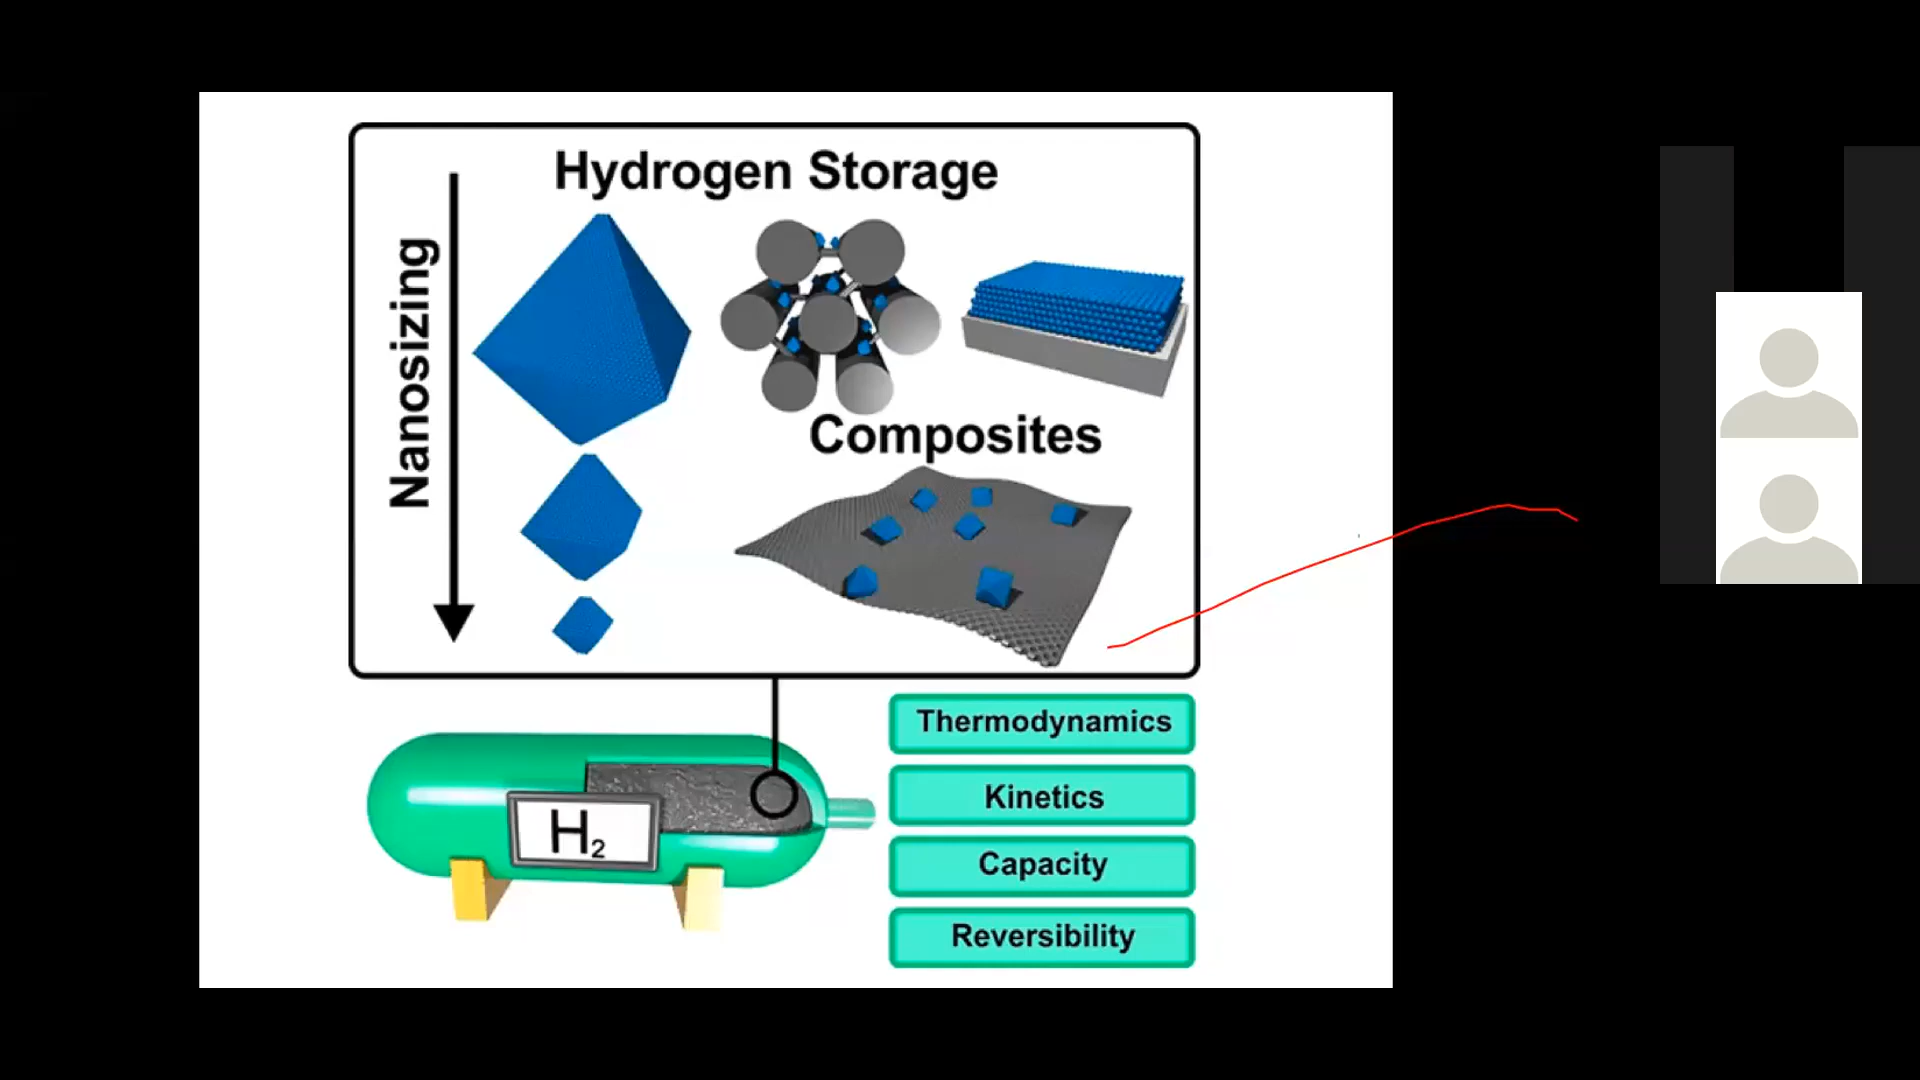 Hydrogen Storage
Nanosizing
Composites
H₂
Thermodynamics
Kinetics
Capacity
Reversibility